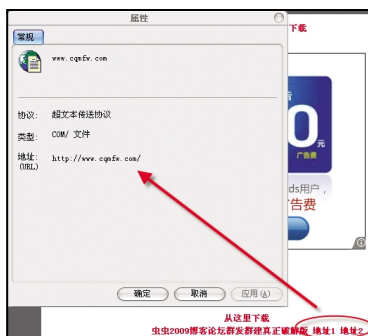 属性
下载
常规
www.cqmfw.com
协议: 超文本传送协议
类型: COM/ 文件
地址: http://www.cqmfw.com/
(URL)
0
元
广告费
ds用户，
告费
确定 取消 应用(A)
从这里下载
虫虫2009博客论坛群发群建真正破解版 地址1 地址2